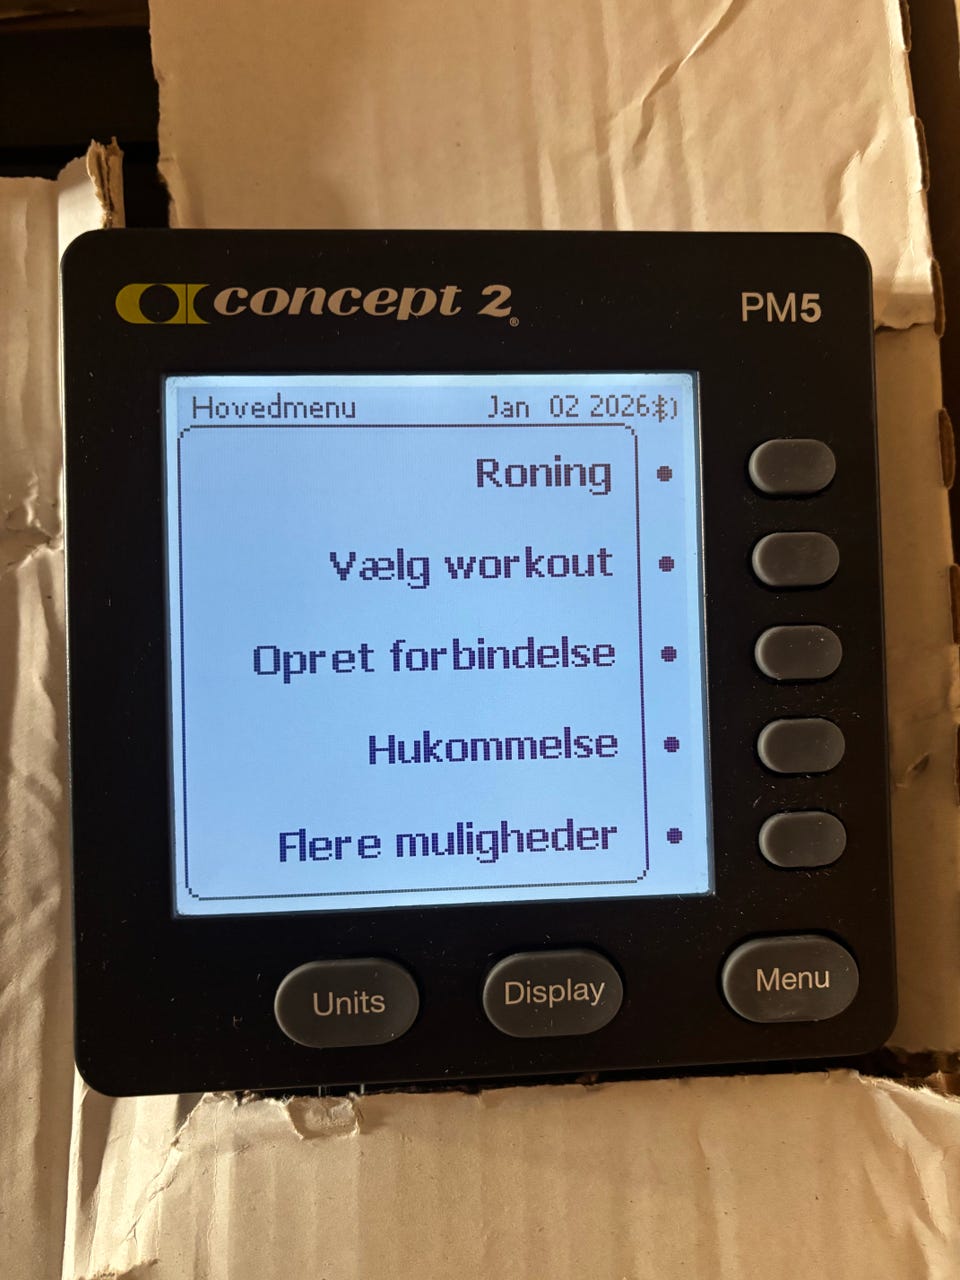 concept 2®
PM5
Hovedmenu Jan 02 2026
Roning
Vælg workout
Opret forbindelse
Hukommelse
Flere muligheder
Units Display Menu